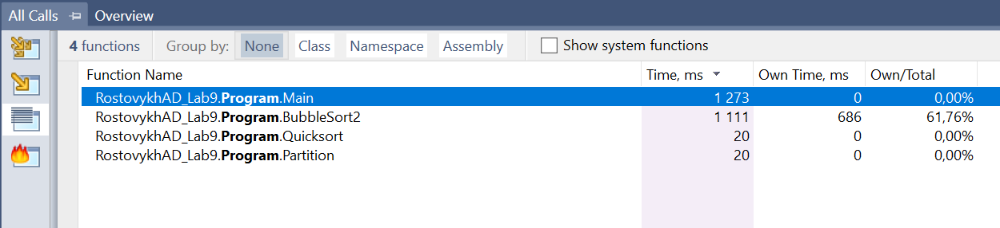 All Calls Overview
4 functions Group by: None Class Namespace Assembly Show system functions
Function Name Time, ms Own Time, ms Own/Total
RostovykhAD_Lab9.Program.Main 1 273 0 0,00%
RostovykhAD_Lab9.Program.BubbleSort2 1 111 686 61,76%
RostovykhAD_Lab9.Program.Quicksort 20 0 0,00%
RostovykhAD_Lab9.Program.Partition 20 0 0,00%